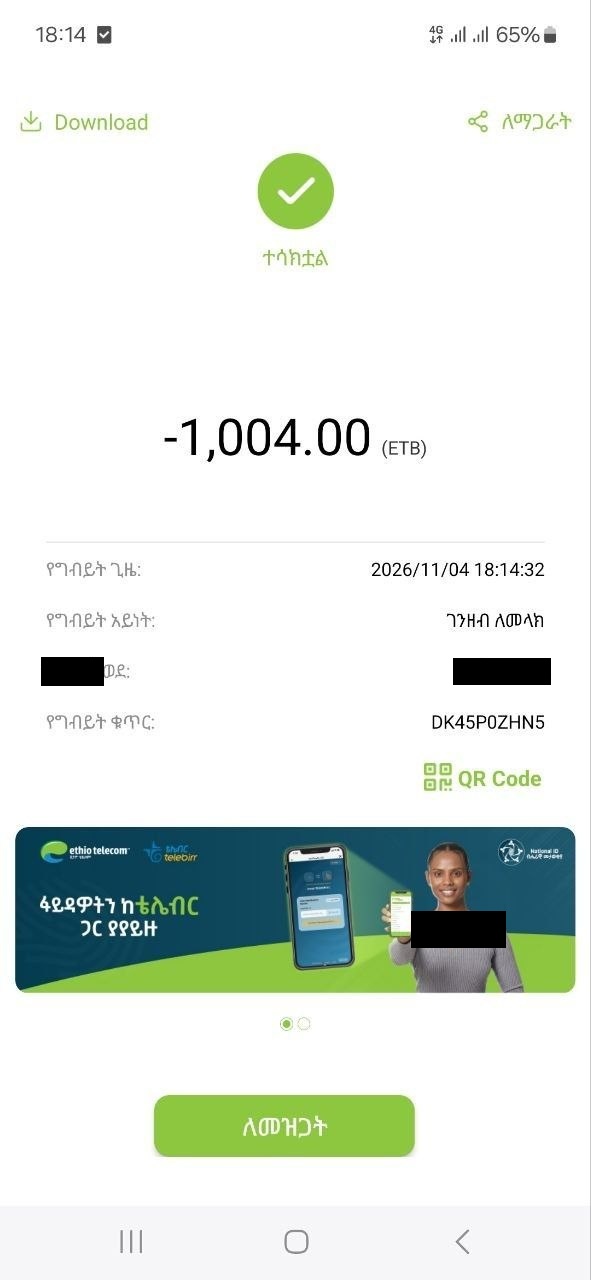 18:14 4G 65%
Download ለማጋራት
ተሳክቷል
-1,004.00 (ETB)
የግብይት ጊዜ: 2026/11/04 18:14:32
የግብይት አይነት: ገንዘብ ለመላክ
ወደ:
የግብይት ቁጥር: DK45P0ZHN5
QR Code
ethio telecom ቴሌብር telebirr National ID
ፋይዳዎትን ከቴሌብር
ጋር ያያይዙ
ለመዝጋት